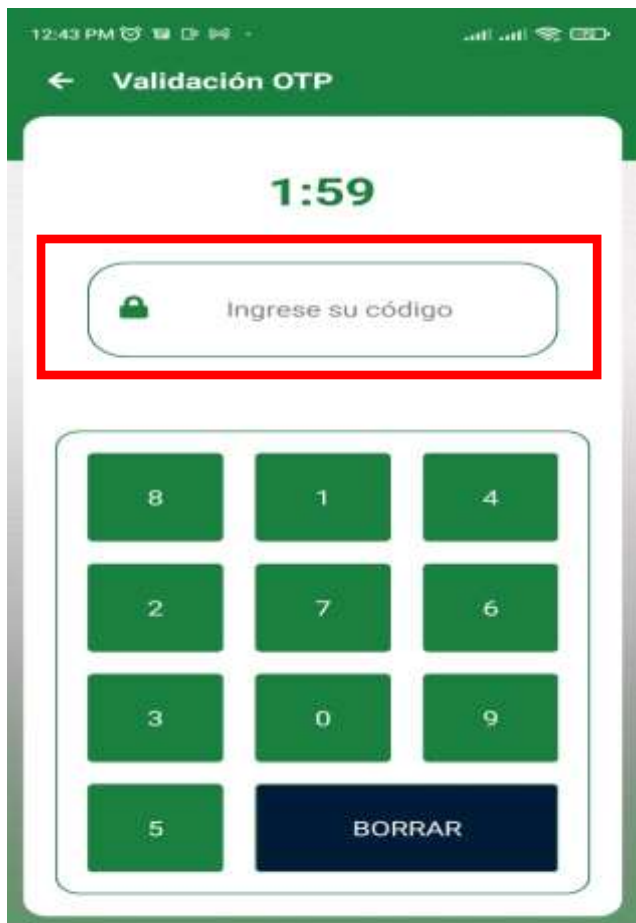 12:43 PM
Validación OTP
1:59
Ingrese su código
8 1 4
2 7 6
3 0 9
5 BORRAR